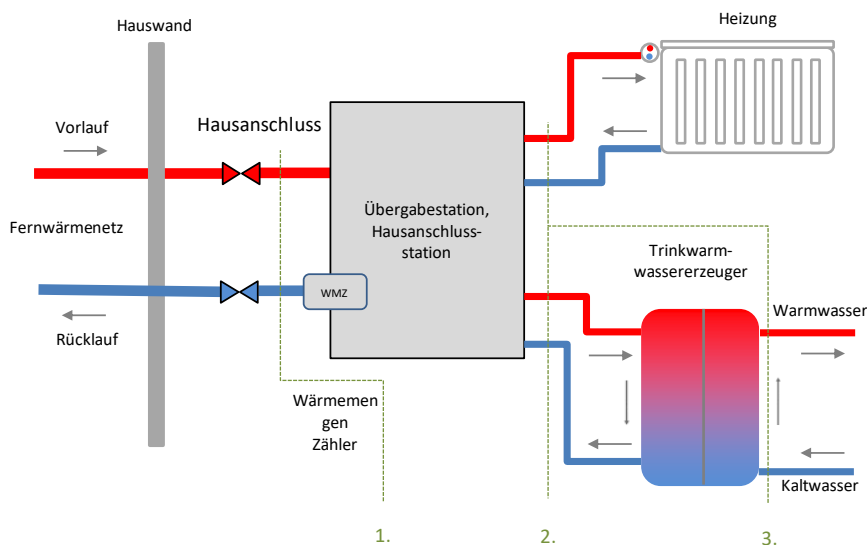 Hauswand
Heizung
Vorlauf
Hausanschluss
Fernwärmenetz
Übergabestation,
Hausanschluss-
station
WMZ
Rücklauf
Trinkwarm-
wassererzeuger
Warmwasser
Wärmemen
gen
Zähler
Kaltwasser
1.
2.
3.